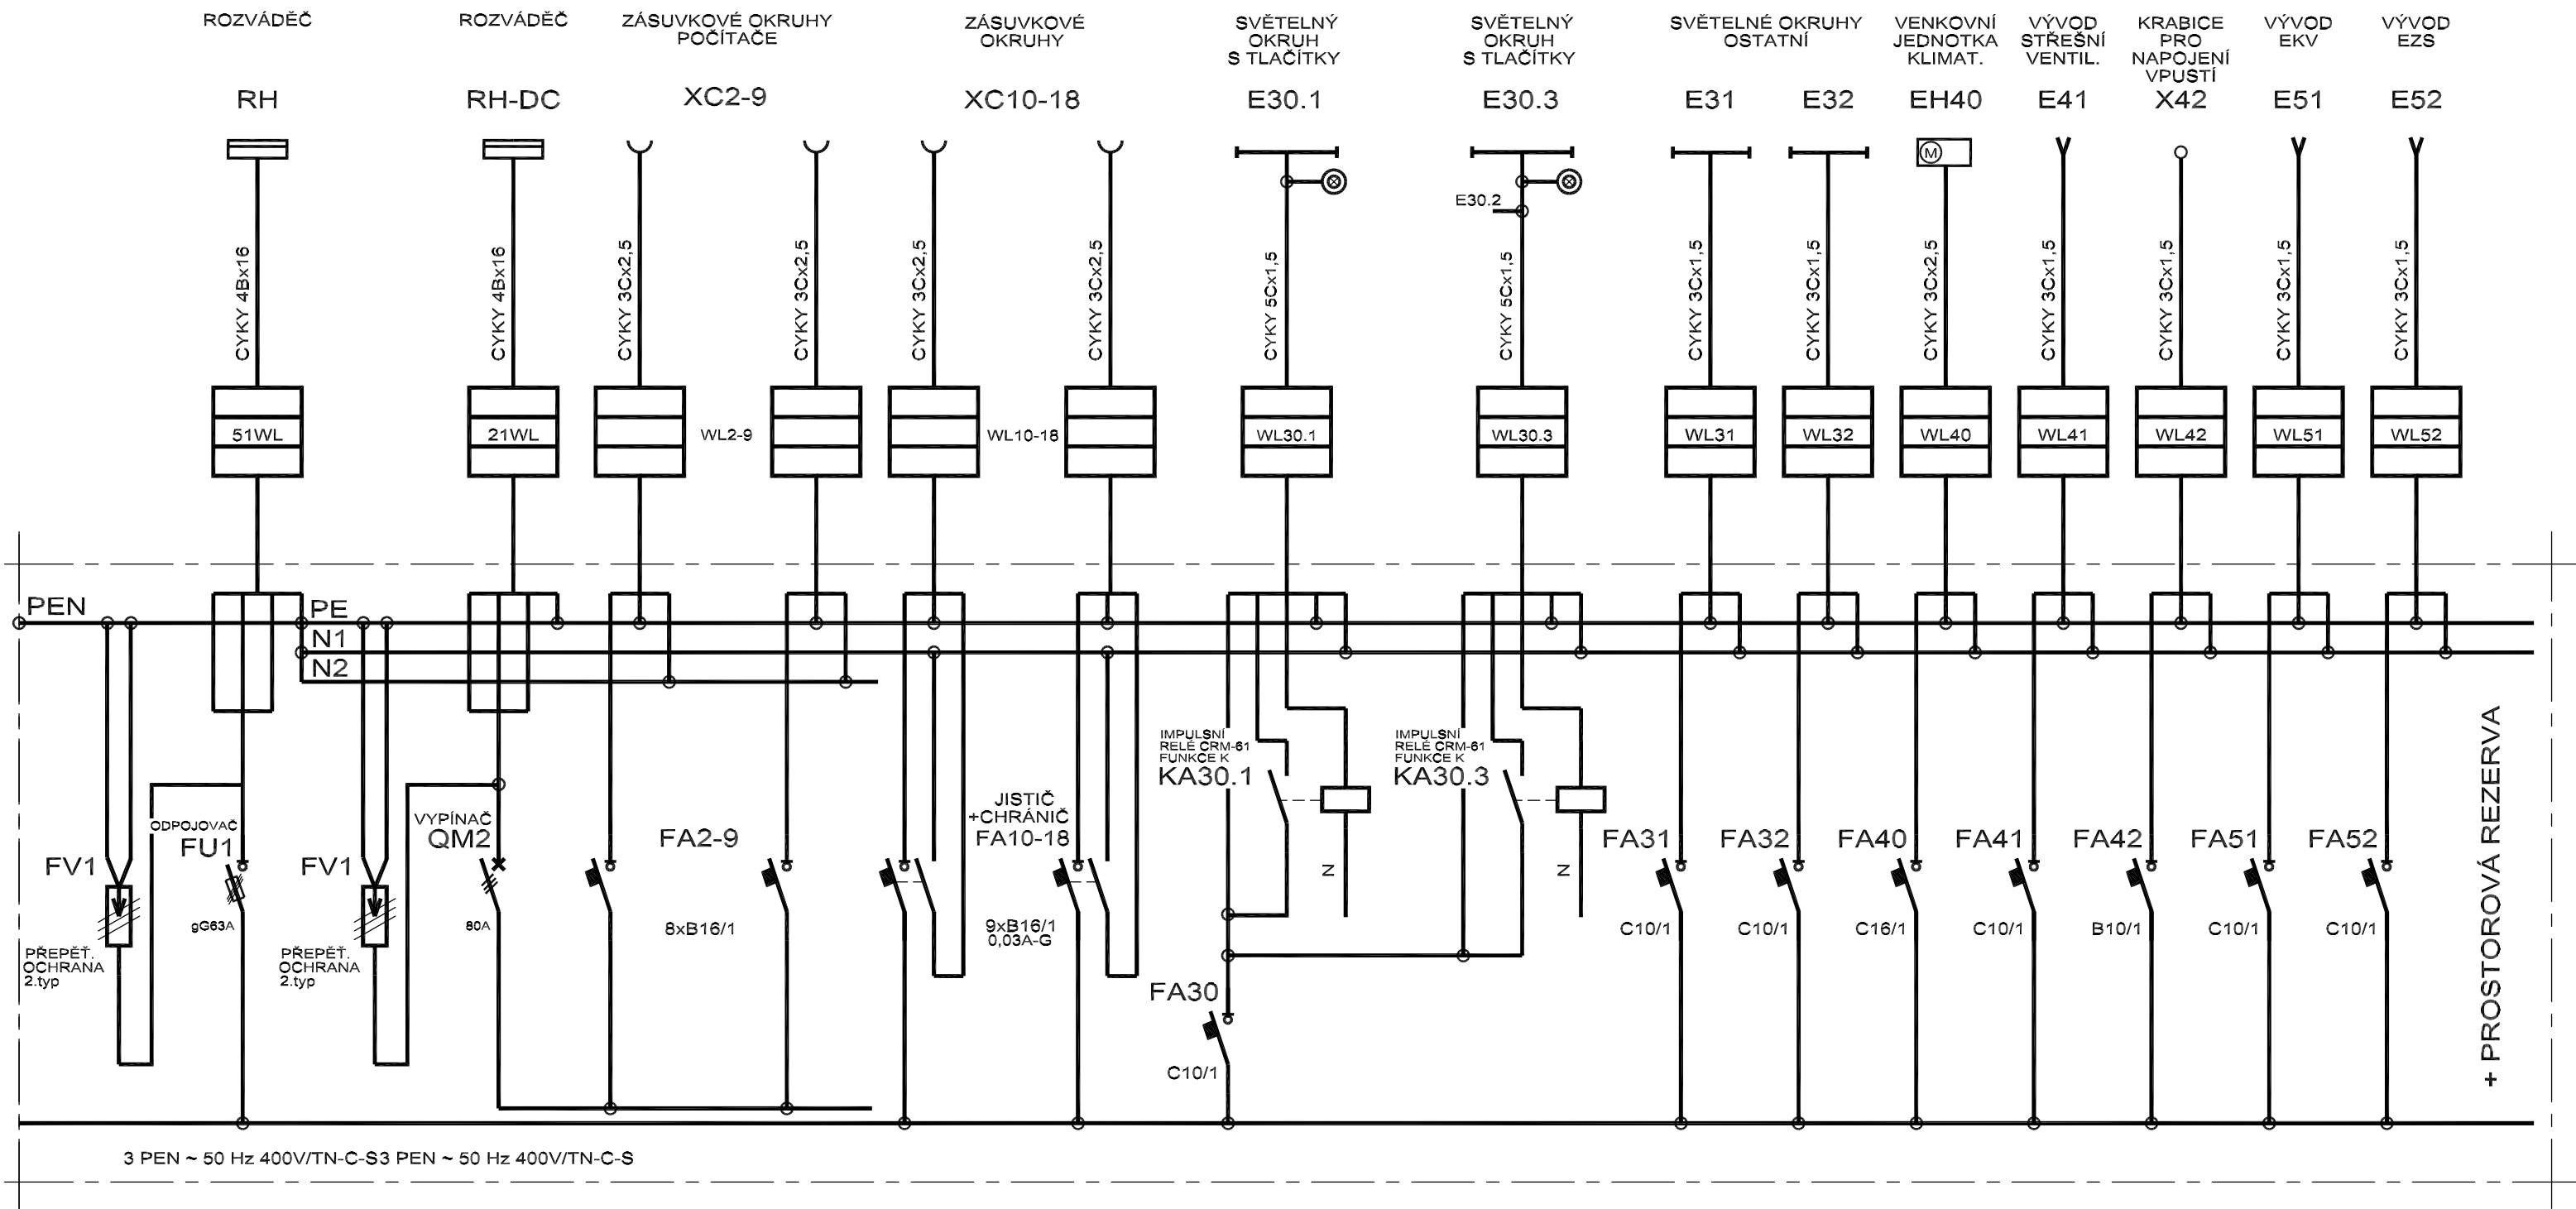 ROZVÁDĚČ
ROZVÁDĚČ
ZÁSUVKOVÉ OKRUHY
POČÍTAČE
ZÁSUVKOVÉ
OKRUHY
SVĚTELNÝ
OKRUH
S TLAČÍTKY
SVĚTELNÝ
OKRUH
S TLAČÍTKY
SVĚTELNÉ OKRUHY
OSTATNÍ
VENKOVNÍ
JEDNOTKA
KLIMAT.
VÝVOD
STŘEŠNÍ
VENTIL.
KRABICE
PRO
NAPOJENÍ
VPUSTÍ
VÝVOD
EKV
VÝVOD
EZS
RH
RH-DC
XC2-9
XC10-18
E30.1
E30.3
E31
E32
EH40
E41
X42
E51
E52
M
E30.2
CYKY 4Bx16
CYKY 4Bx16
CYKY 3Cx2,5
CYKY 3Cx2,5
CYKY 3Cx2,5
CYKY 3Cx2,5
CYKY 5Cx1,5
CYKY 5Cx1,5
CYKY 3Cx1,5
CYKY 3Cx1,5
CYKY 3Cx2,5
CYKY 3Cx1,5
CYKY 3Cx1,5
CYKY 3Cx1,5
CYKY 3Cx1,5
51WL
21WL
WL2-9
WL10-18
WL30.1
WL30.3
WL31
WL32
WL40
WL41
WL42
WL51
WL52
PEN
PE
N1
N2
IMPULSNÍ
RELÉ CRM-61
FUNKCE K
KA30.1
IMPULSNÍ
RELÉ CRM-61
FUNKCE K
KA30.3
FV1
PŘEPĚŤ.
OCHRANA
2.typ
ODPOJOVAČ
FU1
gG63A
FV1
PŘEPĚŤ.
OCHRANA
2.typ
VYPÍNAČ
QM2
80A
FA2-9
8xB16/1
JISTIČ
+CHRÁNIČ
FA10-18
9xB16/1
0,03A-G
N
N
FA30
C10/1
FA31
C10/1
FA32
C10/1
FA40
C16/1
FA41
C10/1
FA42
B10/1
FA51
C10/1
FA52
C10/1
+ PROSTOROVÁ REZERVA
3 PEN ~ 50 Hz 400V/TN-C-S3 PEN ~ 50 Hz 400V/TN-C-S